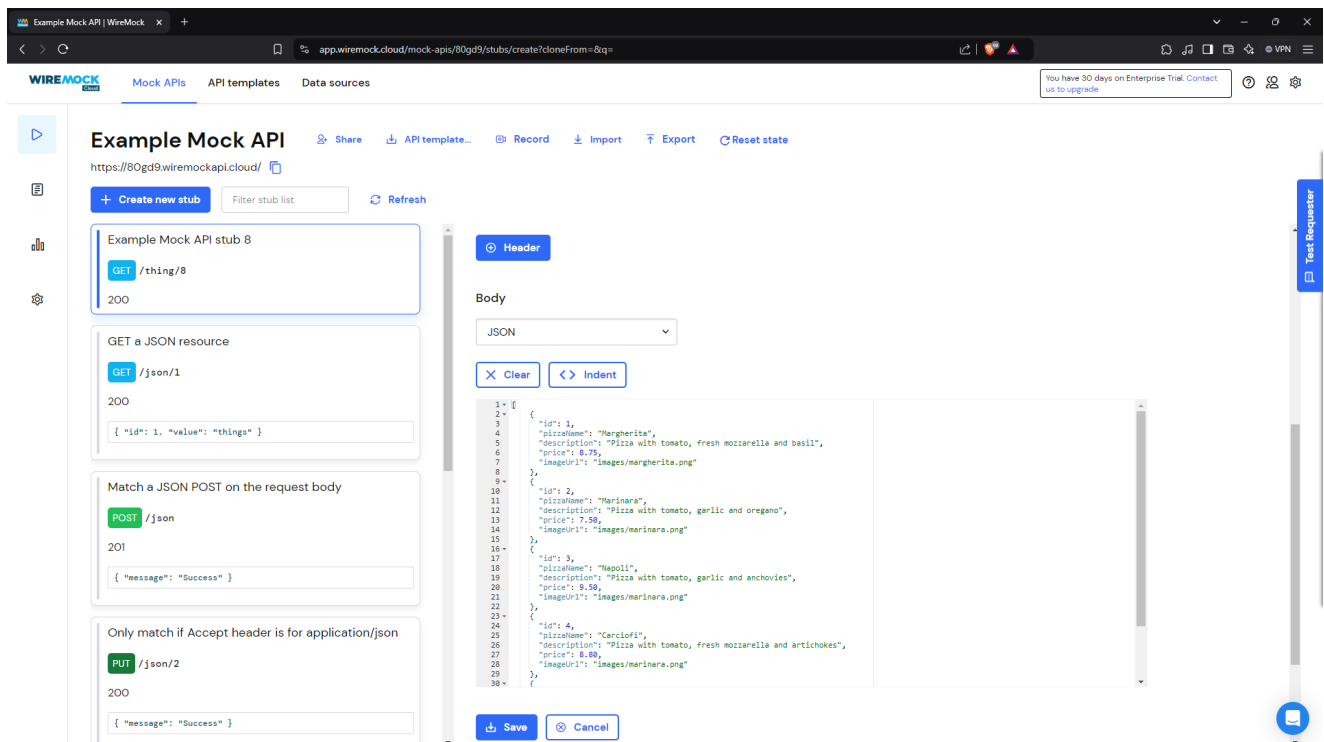 Example Mock API | WireMock
app.wiremock.cloud/mock-apis/80gd9/stubs/create?cloneFrom=&q=
VPN
WIREMOCK
Cloud
Mock APIs
API templates
Data sources
You have 30 days on Enterprise Trial. Contact
us to upgrade
Example Mock API
Share
API template...
Record
Import
Export
Reset state
https://80gd9.wiremockapi.cloud/
Create new stub
Filter stub list
Refresh
Test Requester
Example Mock API stub 8
GET /thing/8
200
GET a JSON resource
GET /json/1
200
{ "id": 1, "value": "things" }
Match a JSON POST on the request body
POST /json
201
{ "message": "Success" }
Only match if Accept header is for application/json
PUT /json/2
200
{ "message": "Success" }
Header
Body
JSON
Clear
Indent
1 [
2 {
3 "id": 1,
4 "pizzaName": "Margherita",
5 "description": "Pizza with tomato, fresh mozzarella and basil",
6 "price": 8.75,
7 "imageUrl": "images/margherita.png"
8 },
9 {
10 "id": 2,
11 "pizzaName": "Marinara",
12 "description": "Pizza with tomato, garlic and oregano",
13 "price": 7.50,
14 "imageUrl": "images/marinara.png"
15 },
16 {
17 "id": 3,
18 "pizzaName": "Napoli",
19 "description": "Pizza with tomato, garlic and anchovies",
20 "price": 9.50,
21 "imageUrl": "images/marinara.png"
22 },
23 {
24 "id": 4,
25 "pizzaName": "Carciofi",
26 "description": "Pizza with tomato, fresh mozzarella and artichokes",
27 "price": 8.80,
28 "imageUrl": "images/marinara.png"
29 },
30 {
Save
Cancel